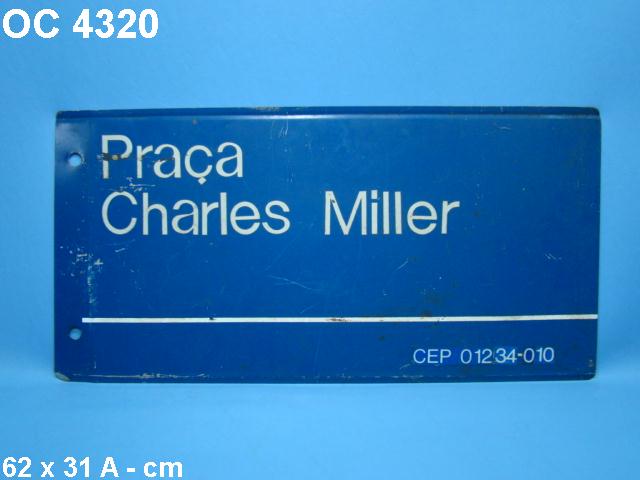 OC 4320
Praça
Charles Miller
CEP 01234-010
62 x 31 A - cm